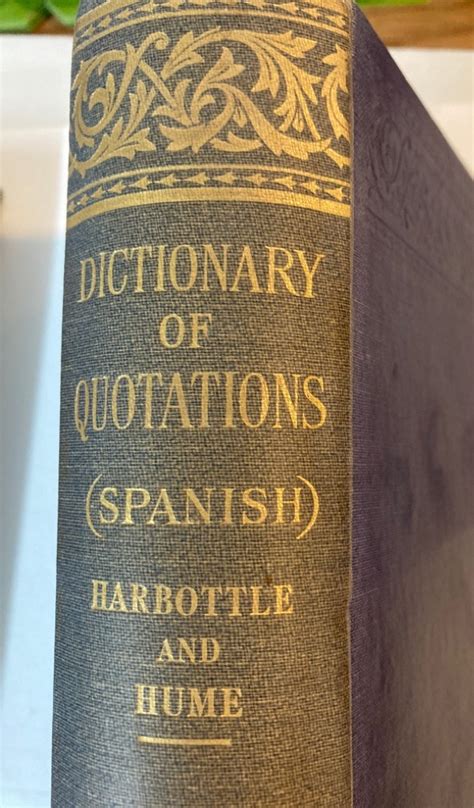 DICTIONARY
OF
QUOTATIONS
(SPANISH)
HARBOTTLE
AND
HUME